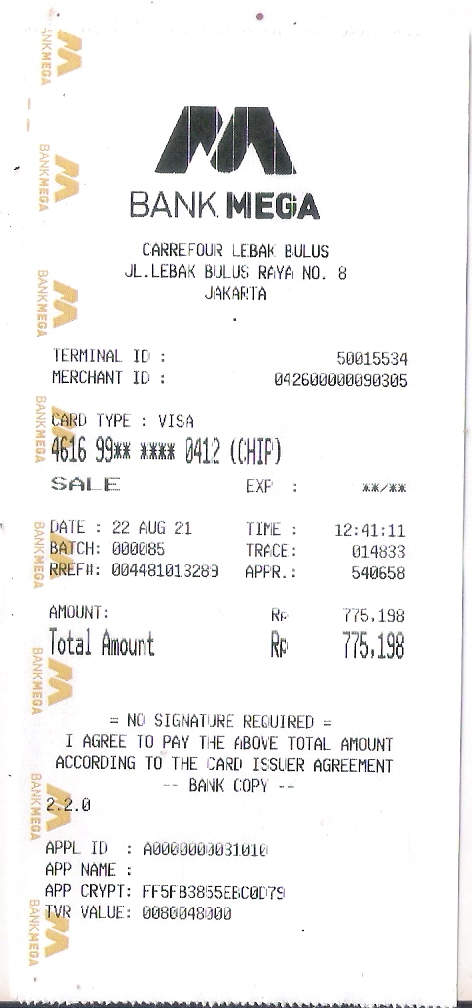 BANK MEGA
CARREFOUR LEBAK BULUS
JL.LEBAK BULUS RAYA NO. 8
JAKARTA
TERMINAL ID : 50015534
MERCHANT ID : 042600000090305
CARD TYPE : VISA
4616 99** **** 0412 (CHIP)
SALE EXP : **/**
DATE : 22 AUG 21 TIME : 12:41:11
BATCH: 000085 TRACE: 014833
RREF#: 004481013289 APPR.: 540658
AMOUNT: Rp 775.198
Total Amount Rp 775.198
= NO SIGNATURE REQUIRED =
I AGREE TO PAY THE ABOVE TOTAL AMOUNT
ACCORDING TO THE CARD ISSUER AGREEMENT
-- BANK COPY --
2.2.0
APPL ID : A0000000031010
APP NAME :
APP CRYPT: FF5FB3855EBC0D79
TVR VALUE: 0080048000
BANKMEGA
BANKMEGA
BANKMEGA
BANKMEGA
BANKMEGA
BANKMEGA
BANKMEGA
BANKMEGA